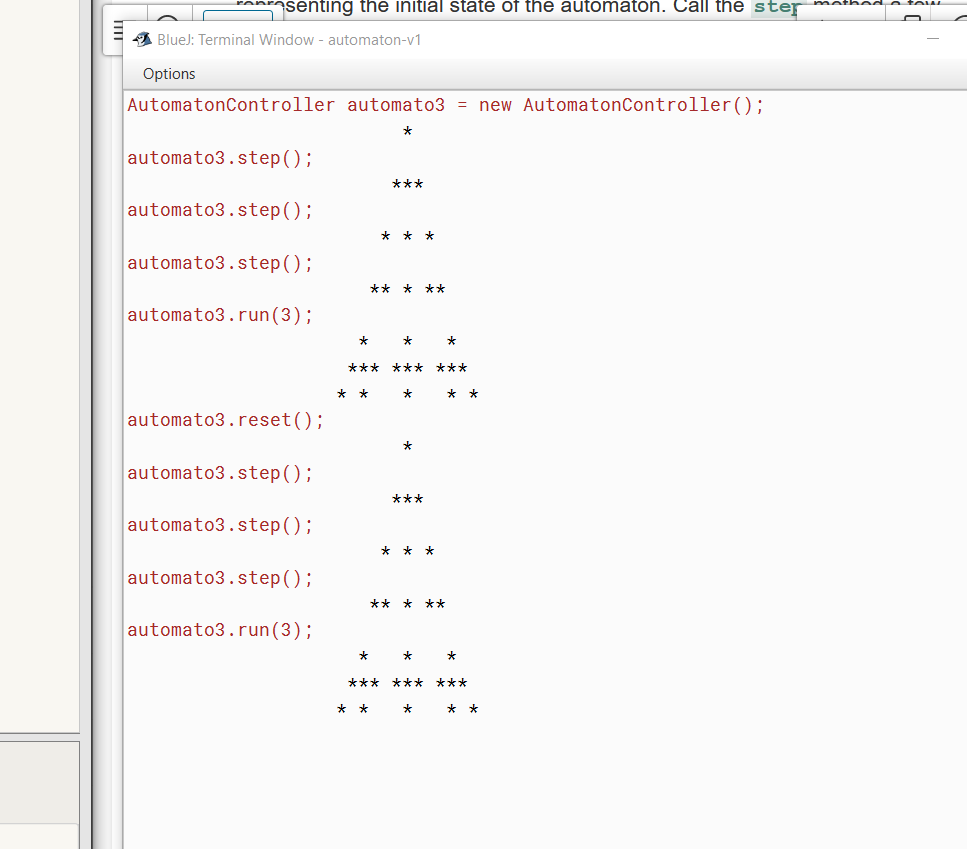 representing the initial state of the automaton. Call the step method a few
BlueJ: Terminal Window - automaton-v1
Options
AutomatonController automato3 = new AutomatonController();
*
automato3.step();
***
automato3.step();
* * *
automato3.step();
** * **
automato3.run(3);
*   *   *
*** *** ***
* *   *   * *
automato3.reset();
*
automato3.step();
***
automato3.step();
* * *
automato3.step();
** * **
automato3.run(3);
*   *   *
*** *** ***
* *   *   * *